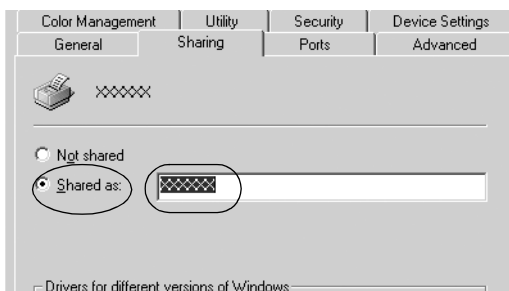 Color Management Utility Security Device Settings
General Sharing Ports Advanced
XXXXXX
Not shared
Shared as: XXXXXX
Drivers for different versions of Windows